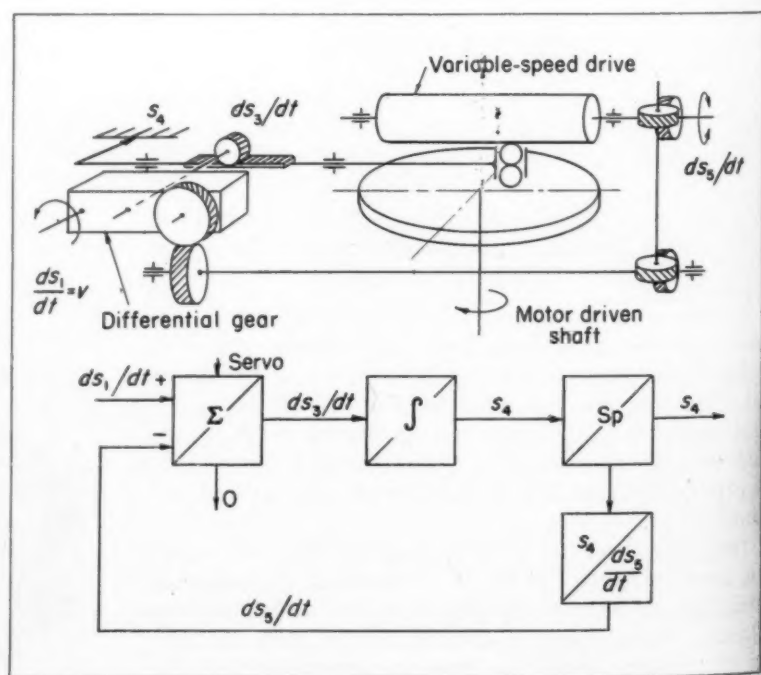 Variable-speed drive
s₄
ds₃/dt
ds₅/dt
ds₁/dt = v
Differential gear
Motor driven
shaft
Servo
ds₁/dt +
Σ
−
ds₃/dt
∫
s₄
Sp
s₄
O
s₄
ds₅/dt
ds₅/dt